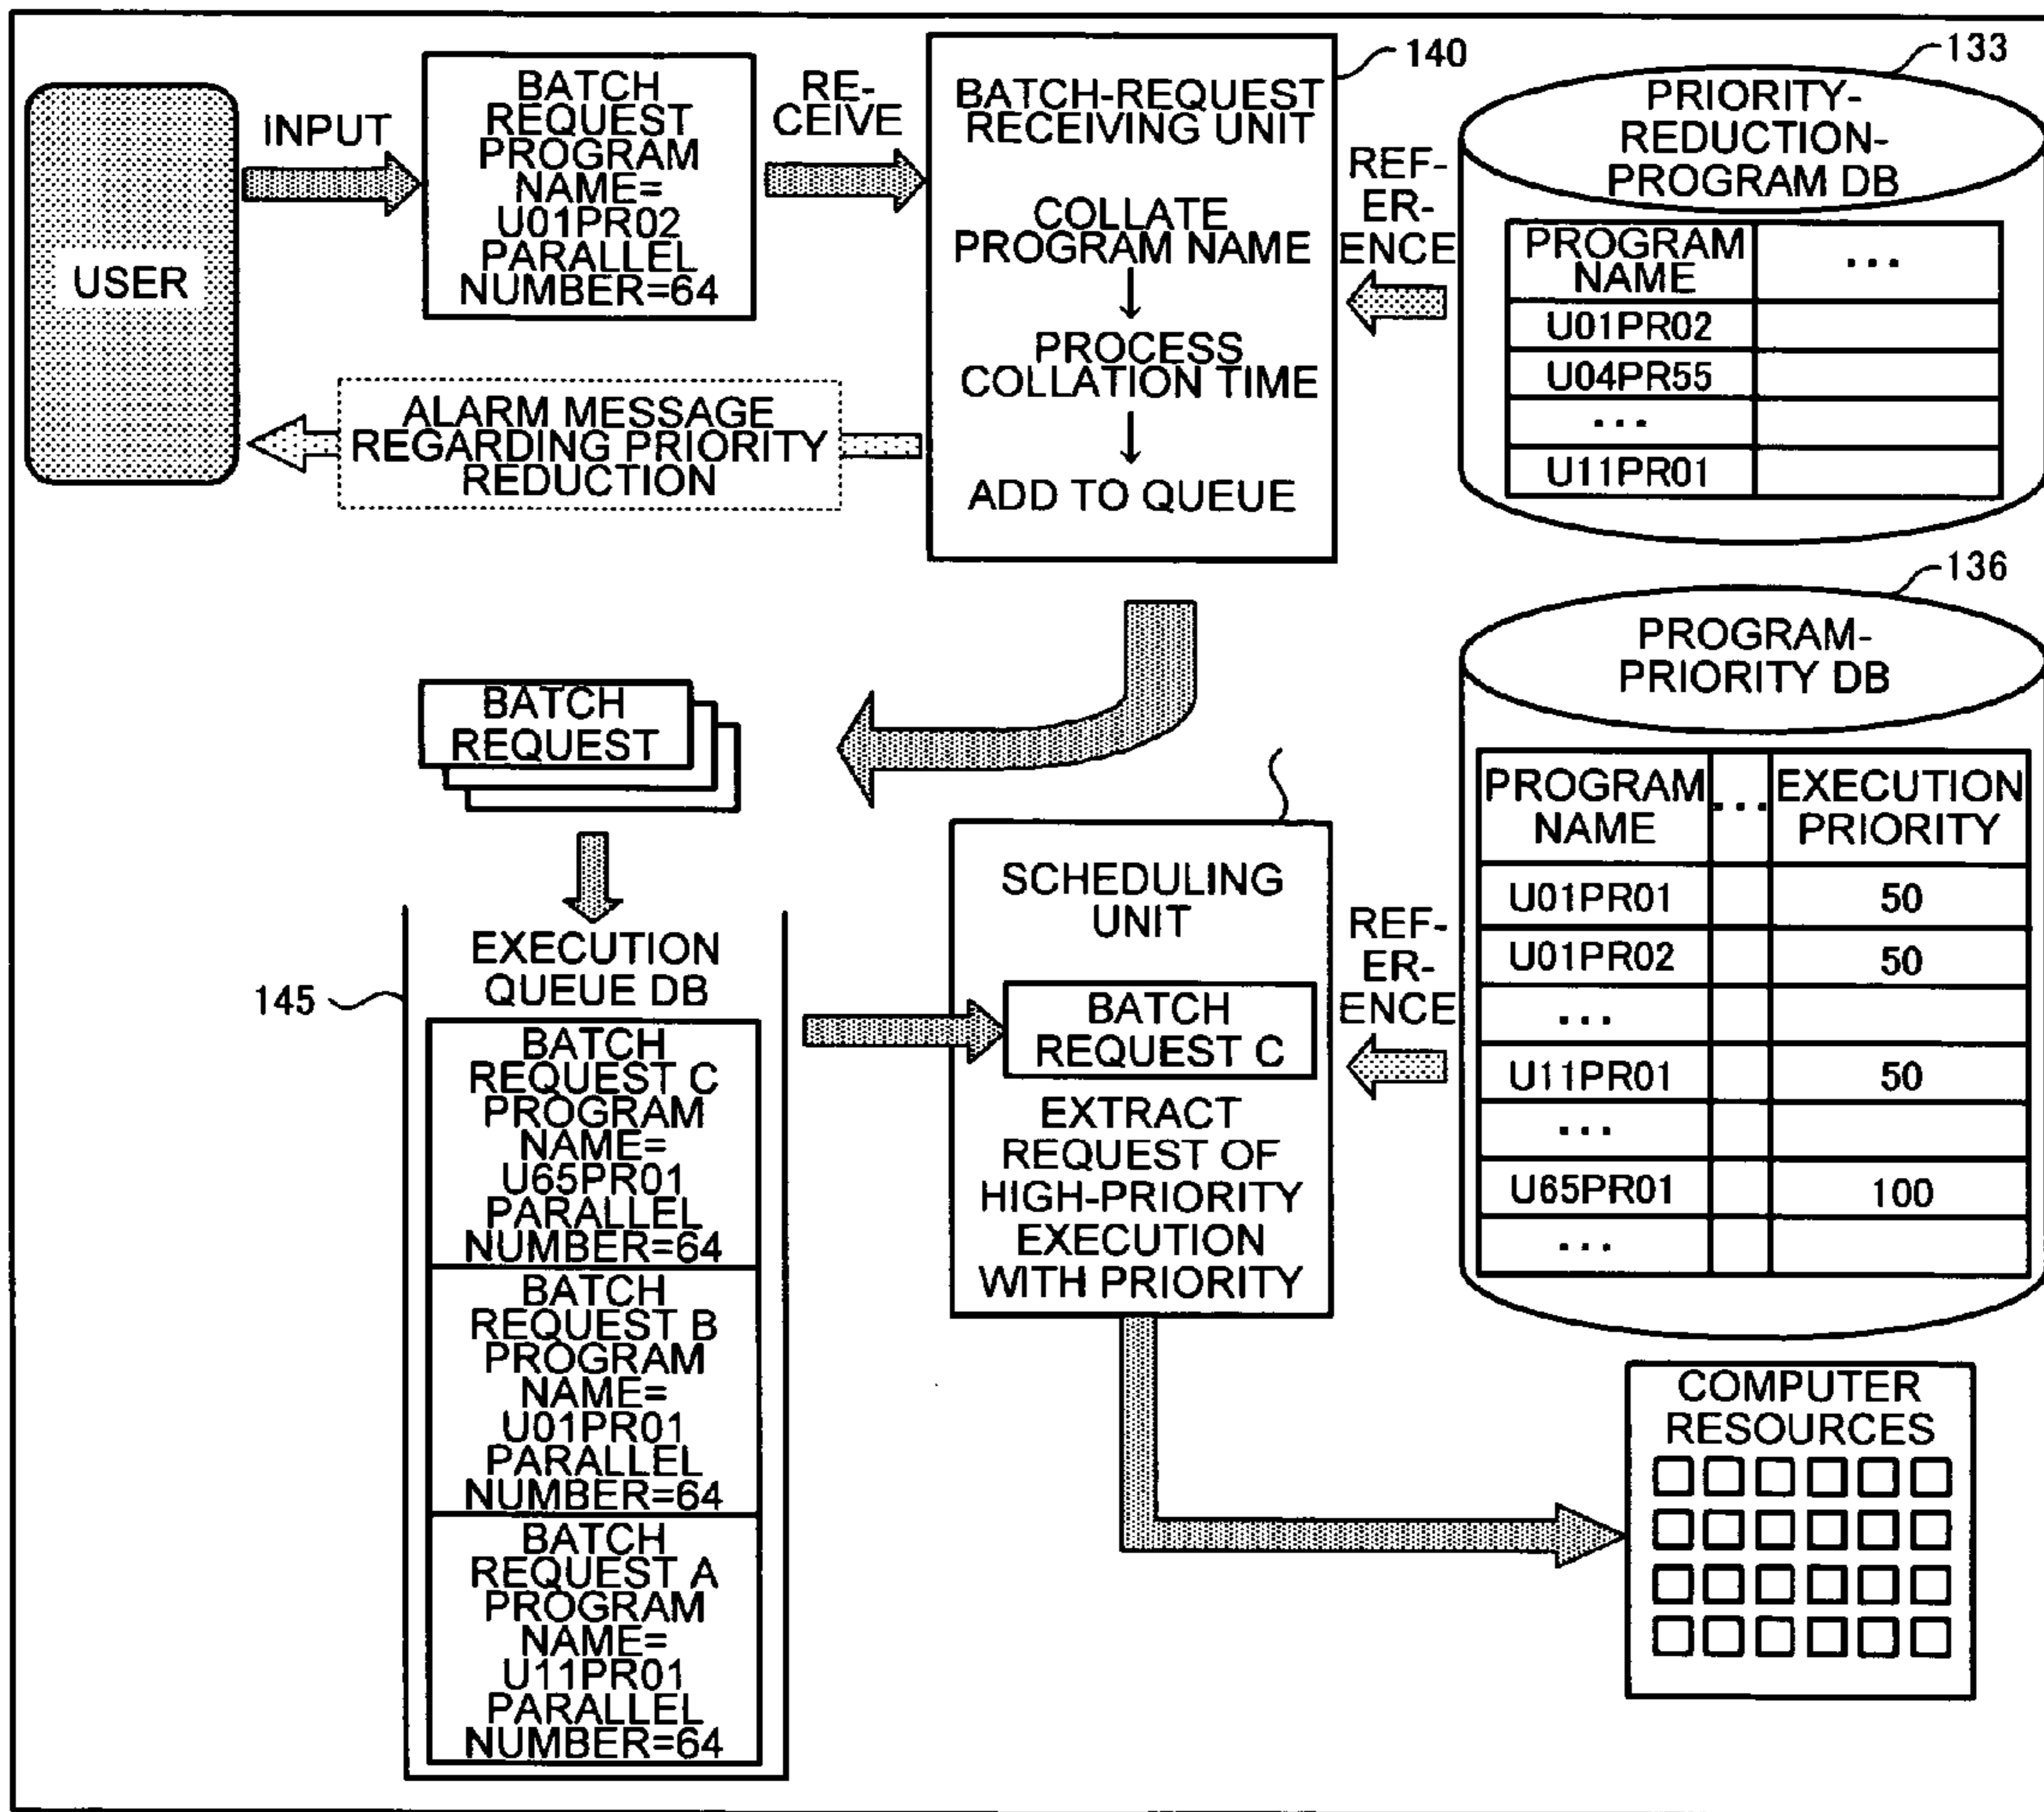 USER
INPUT
BATCH
REQUEST
PROGRAM
NAME=
U01PR02
PARALLEL
NUMBER=64
RE-
CEIVE
140
BATCH-REQUEST
RECEIVING UNIT
COLLATE
PROGRAM NAME
PROCESS
COLLATION TIME
ADD TO QUEUE
ALARM MESSAGE
REGARDING PRIORITY
REDUCTION
REF-
ER-
ENCE
133
PRIORITY-
REDUCTION-
PROGRAM DB
PROGRAM
NAME
...
U01PR02
U04PR55
...
U11PR01
BATCH
REQUEST
145
EXECUTION
QUEUE DB
BATCH
REQUEST C
PROGRAM
NAME=
U65PR01
PARALLEL
NUMBER=64
BATCH
REQUEST B
PROGRAM
NAME=
U01PR01
PARALLEL
NUMBER=64
BATCH
REQUEST A
PROGRAM
NAME=
U11PR01
PARALLEL
NUMBER=64
SCHEDULING
UNIT
BATCH
REQUEST C
EXTRACT
REQUEST OF
HIGH-PRIORITY
EXECUTION
WITH PRIORITY
REF-
ER-
ENCE
136
PROGRAM-
PRIORITY DB
PROGRAM
NAME
...
EXECUTION
PRIORITY
U01PR01 50
U01PR02 50
...
U11PR01 50
...
U65PR01 100
...
COMPUTER
RESOURCES